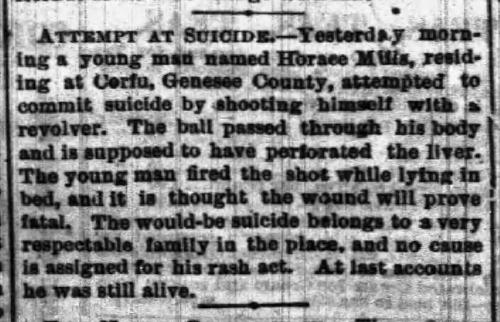 ATTEMPT AT SUICIDE.—Yesterday morn-
ing a young man named Horace Mills, resid-
ing at Corfu, Genesee County, attempted to
commit suicide by shooting himself with a
revolver. The ball passed through his body
and is supposed to have perforated the liver.
The young man fired the shot while lying in
bed, and it is thought the wound will prove
fatal. The would-be suicide belongs to a very
respectable family in the place, and no cause
is assigned for his rash act. At last accounts
he was still alive.